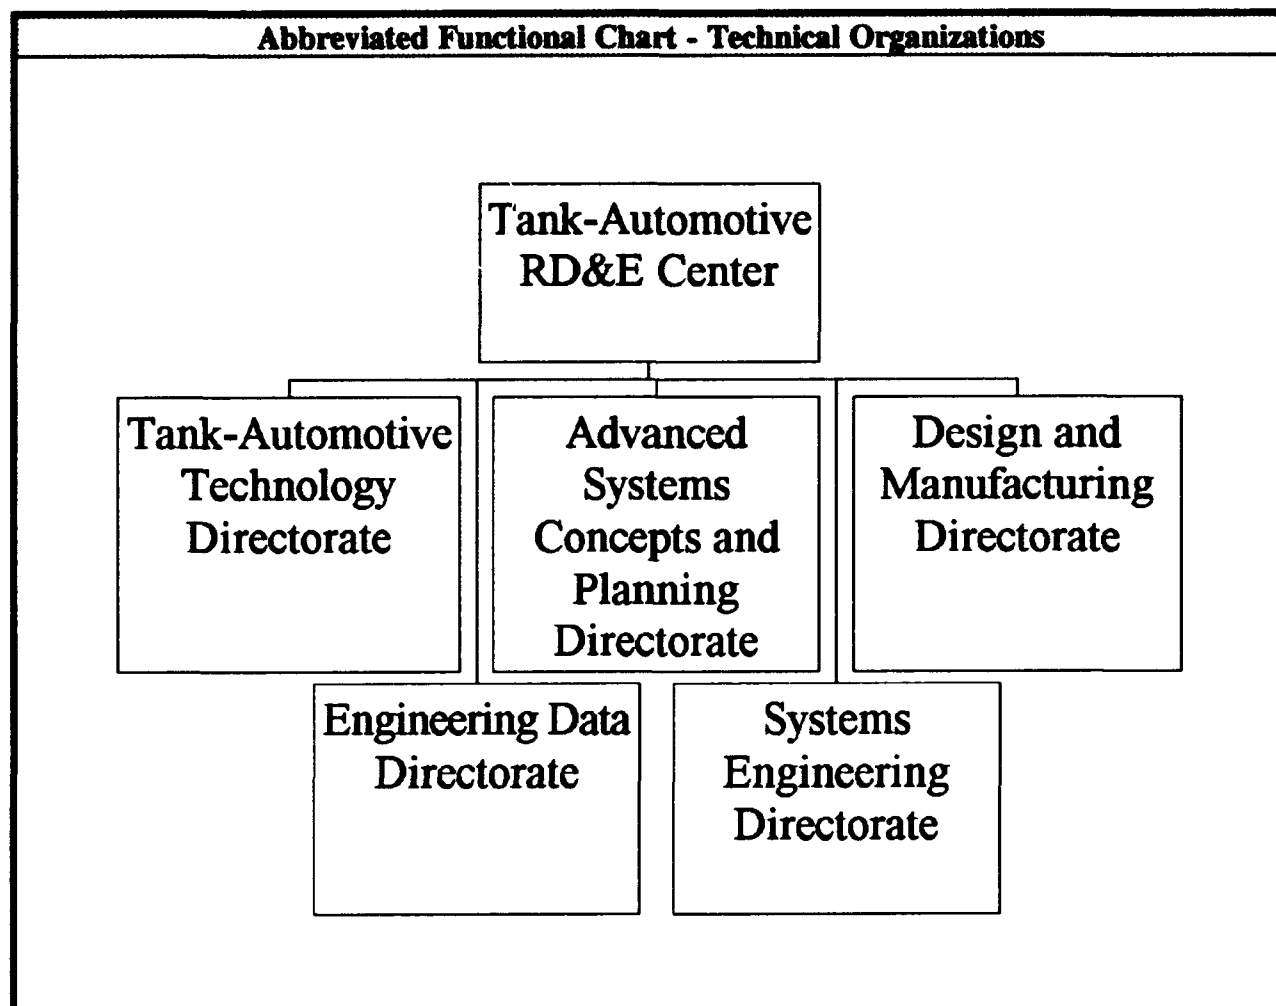 Abbreviated Functional Chart - Technical Organizations
Tank-Automotive
RD&E Center
Tank-Automotive
Technology
Directorate
Advanced
Systems
Concepts and
Planning
Directorate
Design and
Manufacturing
Directorate
Engineering Data
Directorate
Systems
Engineering
Directorate